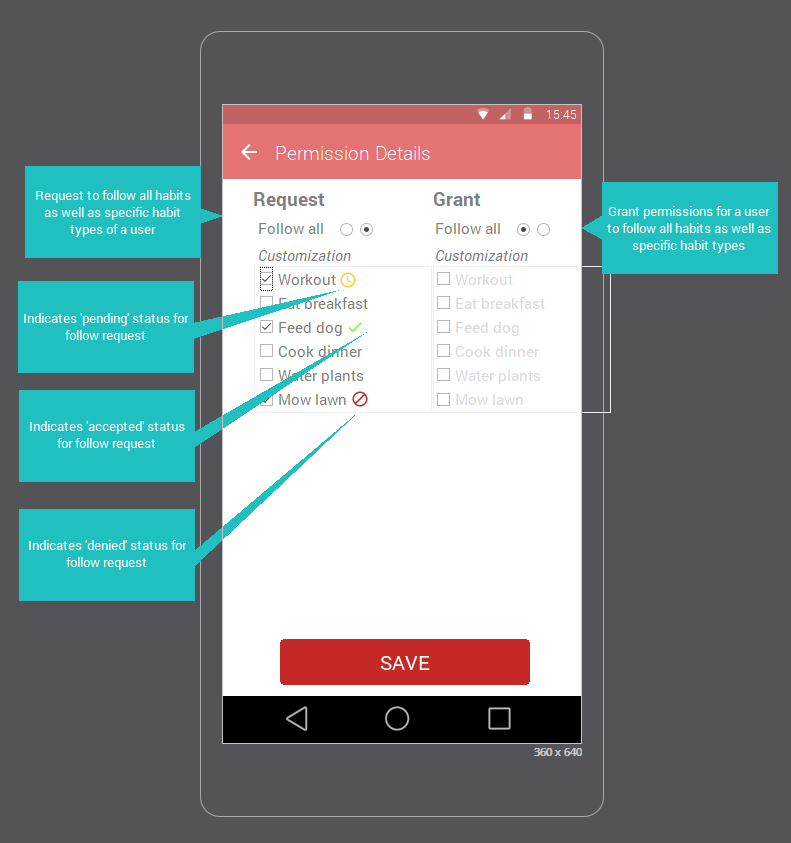 15:45
Permission Details
Request to follow all habits
as well as specific habit
types of a user
Request
Grant
Follow all
Follow all
Grant permissions for a user
to follow all habits as well as
specific habit types
Customization
Customization
Workout
Workout
Indicates 'pending' status for
follow request
Eat breakfast
Eat breakfast
Feed dog
Feed dog
Cook dinner
Cook dinner
Water plants
Water plants
Mow lawn
Mow lawn
Indicates 'accepted' status
for follow request
Indicates 'denied' status for
follow request
SAVE
360 x 640